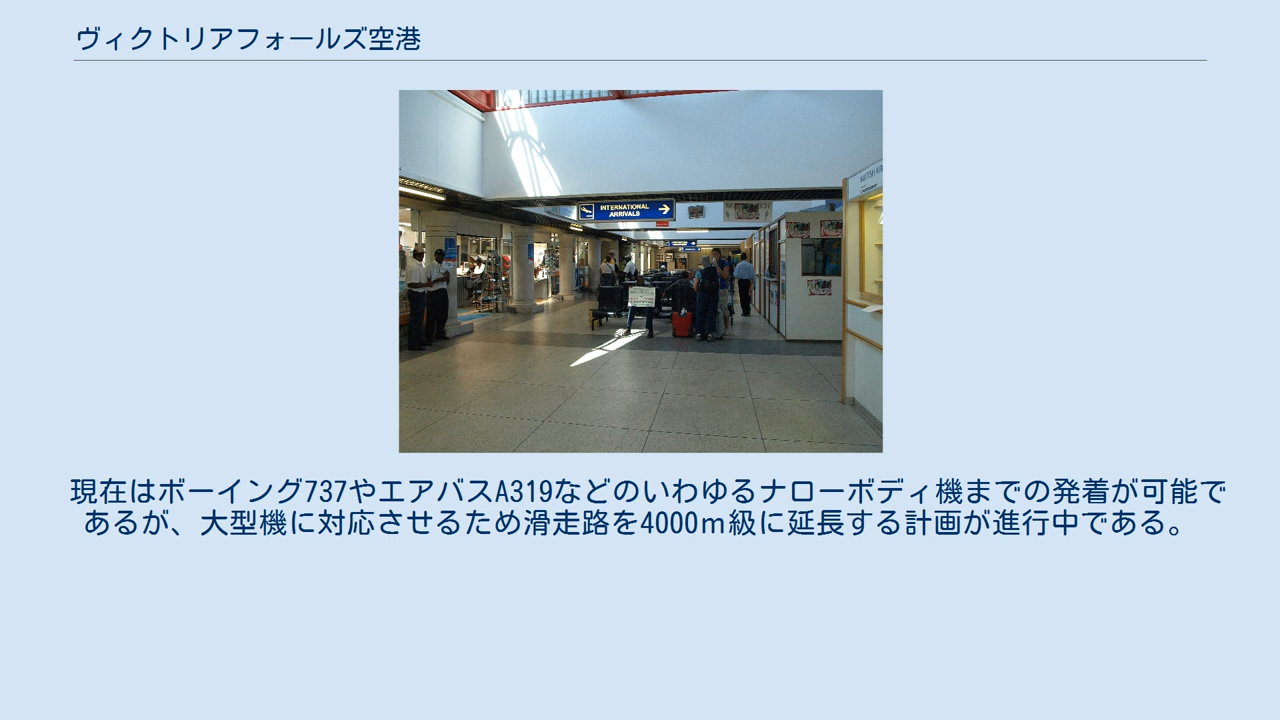 ヴィクトリアフォールズ空港
INTERNATIONAL
ARRIVALS
現在はボーイング737やエアバスA319などのいわゆるナローボディ機までの発着が可能で
あるが、大型機に対応させるため滑走路を4000m級に延長する計画が進行中である。